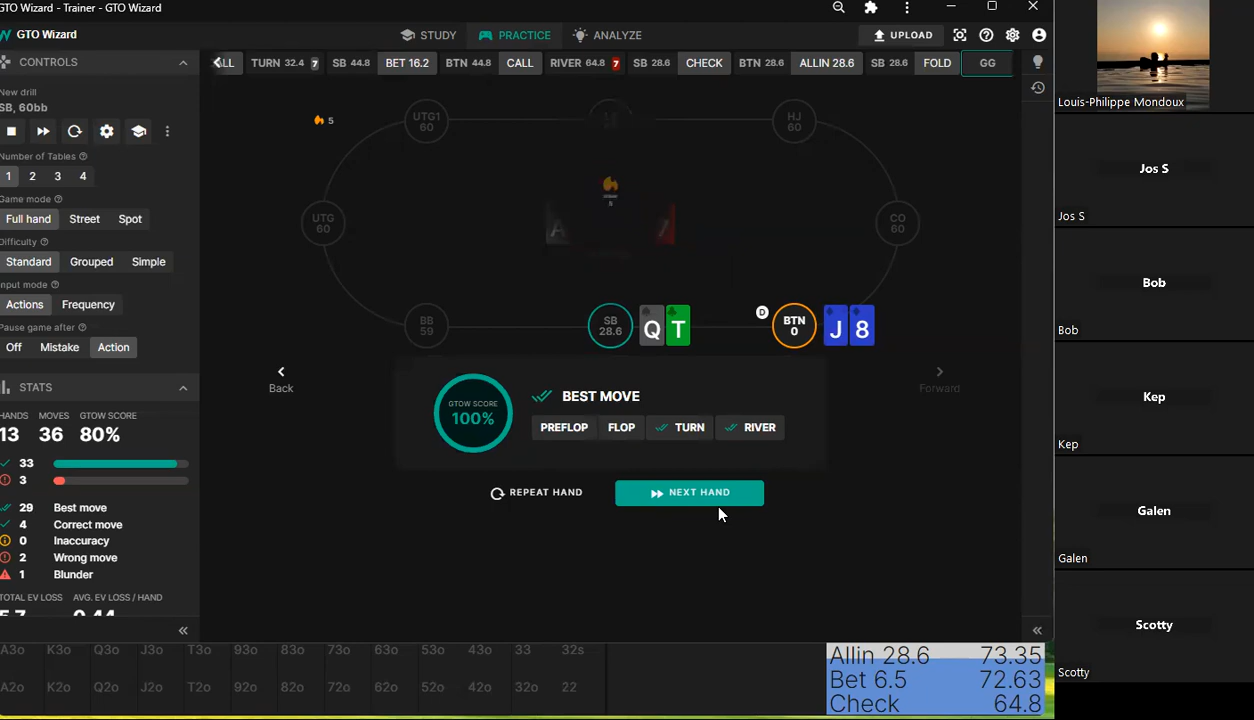 GTO Wizard - Trainer - GTO Wizard
GTO Wizard
STUDY
PRACTICE
ANALYZE
UPLOAD
CONTROLS
TURN 32.4 7
SB 44.8
BET 16.2
BTN 44.8
CALL
RIVER 64.8 7
SB 28.6
CHECK
BTN 28.6
ALLIN 28.6
SB 28.6
FOLD
GG
New drill
SB, 60bb
Number of Tables
1 2 3 4
Game mode
Full hand Street Spot
Difficulty
Standard Grouped Simple
Input mode
Actions Frequency
Pause game after
Off Mistake Action
STATS
HANDS MOVES GTOW SCORE
13 36 80%
33
3
29 Best move
4 Correct move
0 Inaccuracy
2 Wrong move
1 Blunder
TOTAL EV LOSS AVG. EV LOSS / HAND
5
UTG1
60
HJ
60
UTG
60
CO
60
A
7
BB
59
SB
28.6
Q T
D
BTN
0
J 8
Back
Forward
GTOW SCORE
100%
BEST MOVE
PREFLOP FLOP TURN RIVER
REPEAT HAND
NEXT HAND
A3o K3o Q3o J3o T3o 93o 83o 73o 63o 53o 43o 33 32s
A2o K2o Q2o J2o T2o 92o 82o 72o 62o 52o 42o 32o 22
Allin 28.6 73.35
Bet 6.5 72.63
Check 64.8
Louis-Philippe Mondoux
Jos S
Jos S
Bob
Bob
Kep
Kep
Galen
Galen
Scotty
Scotty